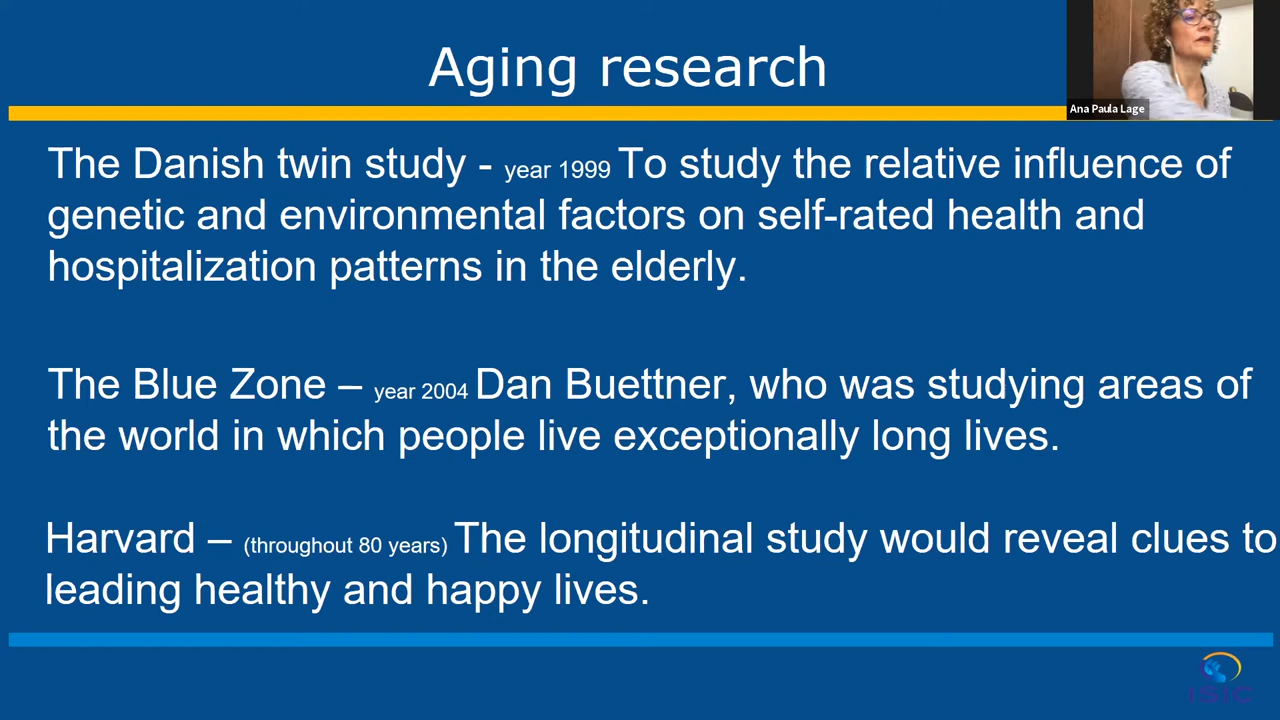 Aging research
Ana Paula Lage
The Danish twin study - year 1999 To study the relative influence of
genetic and environmental factors on self-rated health and
hospitalization patterns in the elderly.
The Blue Zone – year 2004 Dan Buettner, who was studying areas of
the world in which people live exceptionally long lives.
Harvard – (throughout 80 years) The longitudinal study would reveal clues to
leading healthy and happy lives.
ISIC